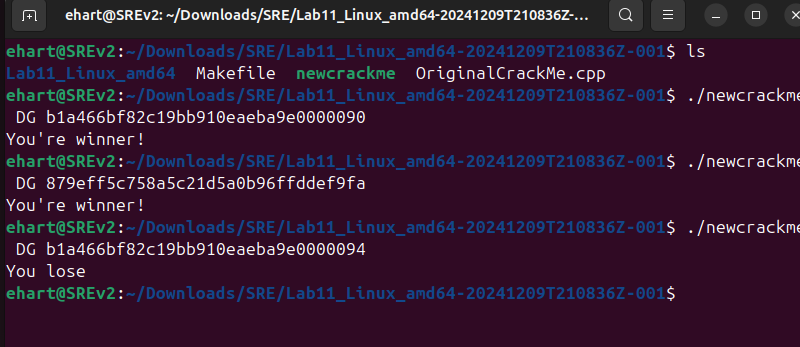 ehart@SREv2: ~/Downloads/SRE/Lab11_Linux_amd64-20241209T210836Z-...
ehart@SREv2:~/Downloads/SRE/Lab11_Linux_amd64-20241209T210836Z-001$ ls
Lab11_Linux_amd64  Makefile  newcrackme  OriginalCrackMe.cpp
ehart@SREv2:~/Downloads/SRE/Lab11_Linux_amd64-20241209T210836Z-001$ ./newcrackme
 DG b1a466bf82c19bb910eaeba9e0000090
You're winner!
ehart@SREv2:~/Downloads/SRE/Lab11_Linux_amd64-20241209T210836Z-001$ ./newcrackme
 DG 879eff5c758a5c21d5a0b96ffddef9fa
You're winner!
ehart@SREv2:~/Downloads/SRE/Lab11_Linux_amd64-20241209T210836Z-001$ ./newcrackme
 DG b1a466bf82c19bb910eaeba9e0000094
You lose
ehart@SREv2:~/Downloads/SRE/Lab11_Linux_amd64-20241209T210836Z-001$